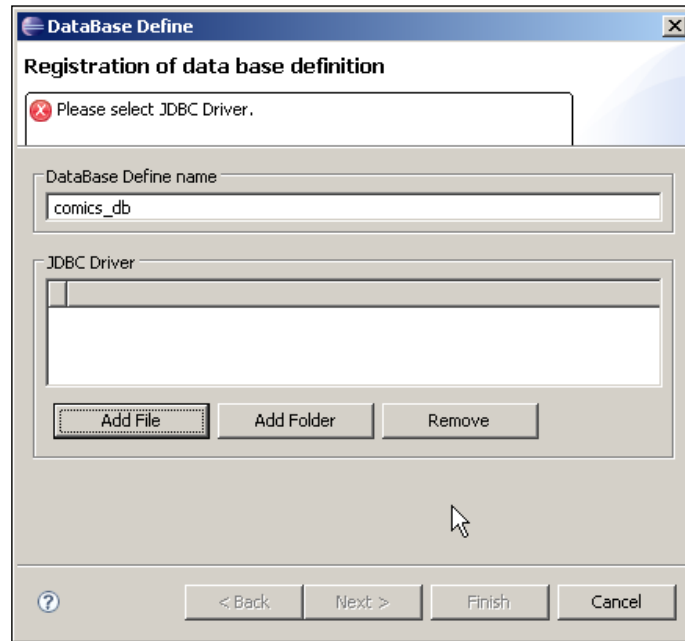 DataBase Define
Registration of data base definition
Please select JDBC Driver.
DataBase Define name
comics_db
JDBC Driver
Add File
Add Folder
Remove
?
< Back
Next >
Finish
Cancel